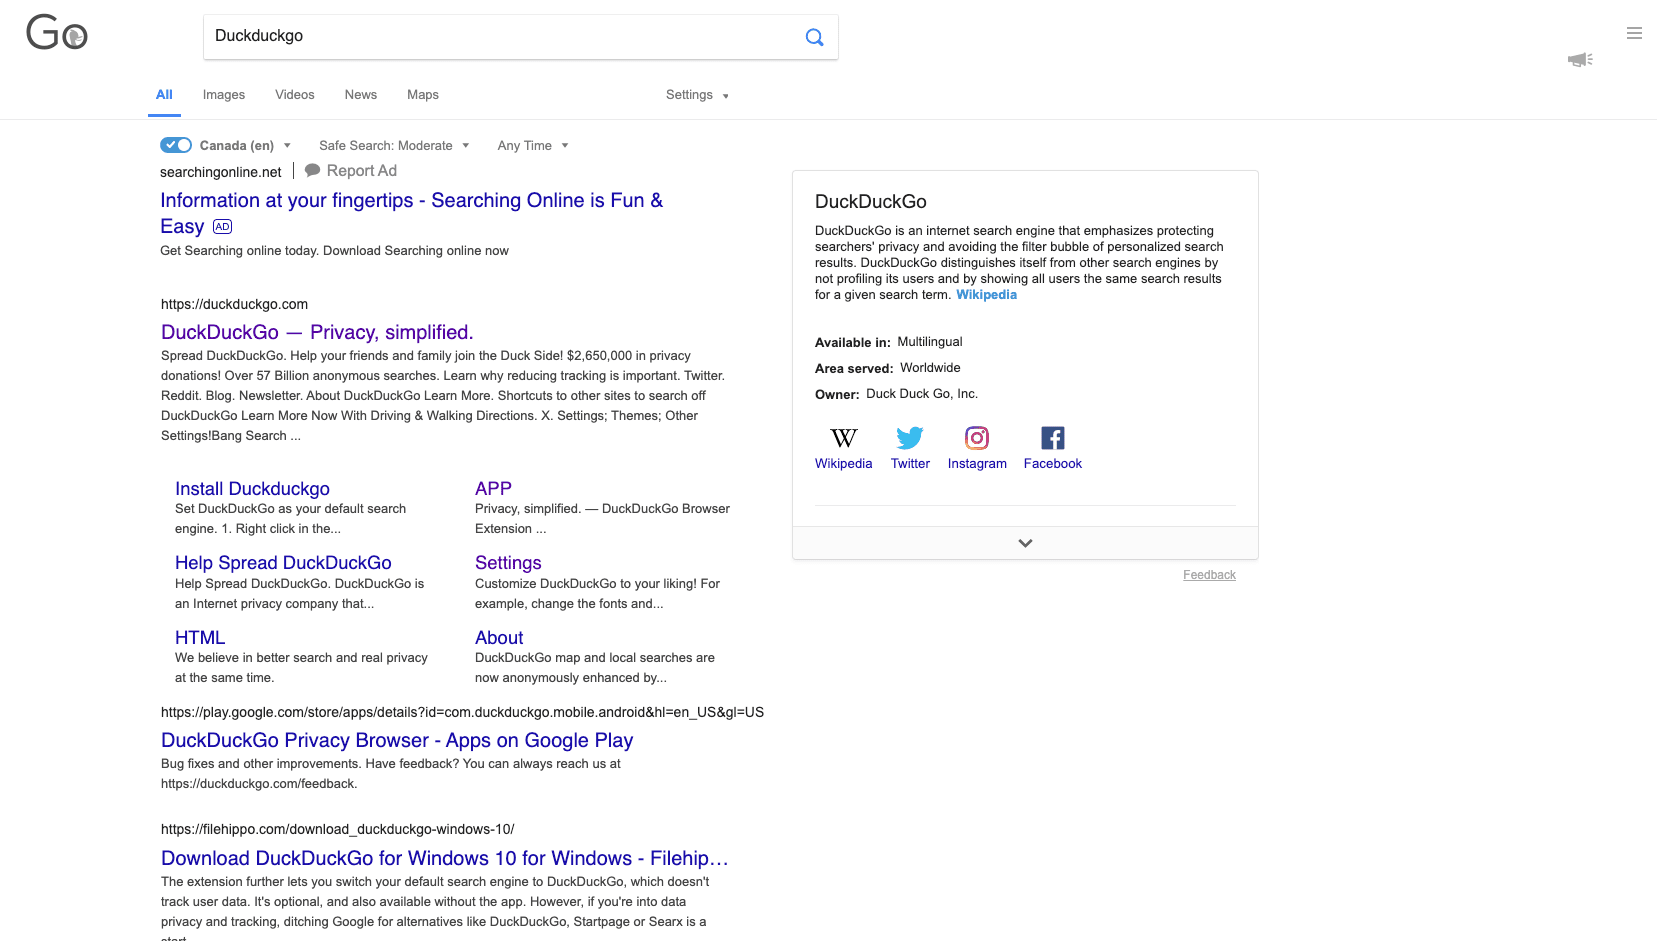 Go
Duckduckgo
All Images Videos News Maps Settings
Canada (en) Safe Search: Moderate Any Time
searchingonline.net Report Ad
Information at your fingertips - Searching Online is Fun &
Easy AD
Get Searching online today. Download Searching online now
https://duckduckgo.com
DuckDuckGo — Privacy, simplified.
Spread DuckDuckGo. Help your friends and family join the Duck Side! $2,650,000 in privacy
donations! Over 57 Billion anonymous searches. Learn why reducing tracking is important. Twitter.
Reddit. Blog. Newsletter. About DuckDuckGo Learn More. Shortcuts to other sites to search off
DuckDuckGo Learn More Now With Driving & Walking Directions. X. Settings; Themes; Other
Settings!Bang Search ...
Install Duckduckgo
Set DuckDuckGo as your default search
engine. 1. Right click in the...
APP
Privacy, simplified. — DuckDuckGo Browser
Extension ...
Help Spread DuckDuckGo
Help Spread DuckDuckGo. DuckDuckGo is
an Internet privacy company that...
Settings
Customize DuckDuckGo to your liking! For
example, change the fonts and...
HTML
We believe in better search and real privacy
at the same time.
About
DuckDuckGo map and local searches are
now anonymously enhanced by...
https://play.google.com/store/apps/details?id=com.duckduckgo.mobile.android&hl=en_US&gl=US
DuckDuckGo Privacy Browser - Apps on Google Play
Bug fixes and other improvements. Have feedback? You can always reach us at
https://duckduckgo.com/feedback.
https://filehippo.com/download_duckduckgo-windows-10/
Download DuckDuckGo for Windows 10 for Windows - Filehip…
The extension further lets you switch your default search engine to DuckDuckGo, which doesn't
track user data. It's optional, and also available without the app. However, if you're into data
privacy and tracking, ditching Google for alternatives like DuckDuckGo, Startpage or Searx is a
DuckDuckGo
DuckDuckGo is an internet search engine that emphasizes protecting
searchers' privacy and avoiding the filter bubble of personalized search
results. DuckDuckGo distinguishes itself from other search engines by
not profiling its users and by showing all users the same search results
for a given search term. Wikipedia
Available in: Multilingual
Area served: Worldwide
Owner: Duck Duck Go, Inc.
W
Wikipedia Twitter Instagram Facebook
Feedback